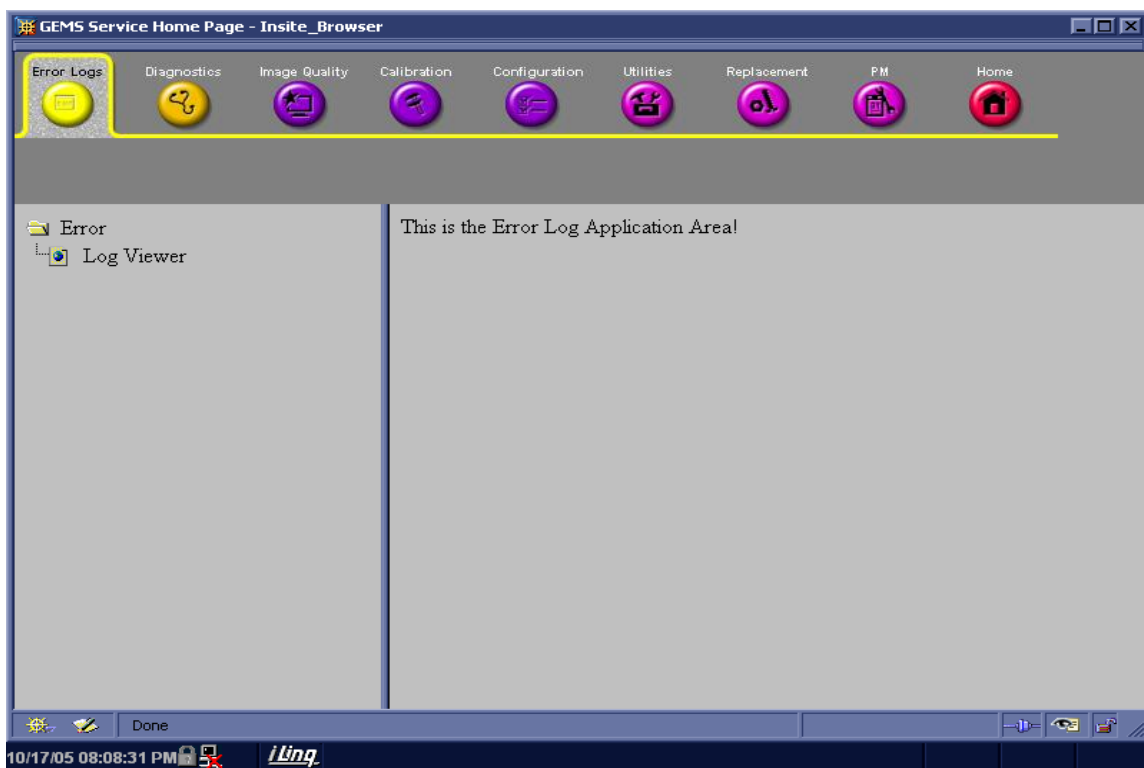 GEMS Service Home Page - Insite_Browser
Error Logs Diagnostics Image Quality Calibration Configuration Utilities Replacement PM Home
Error
Log Viewer
This is the Error Log Application Area!
Done
10/17/05 08:08:31 PM iLinq